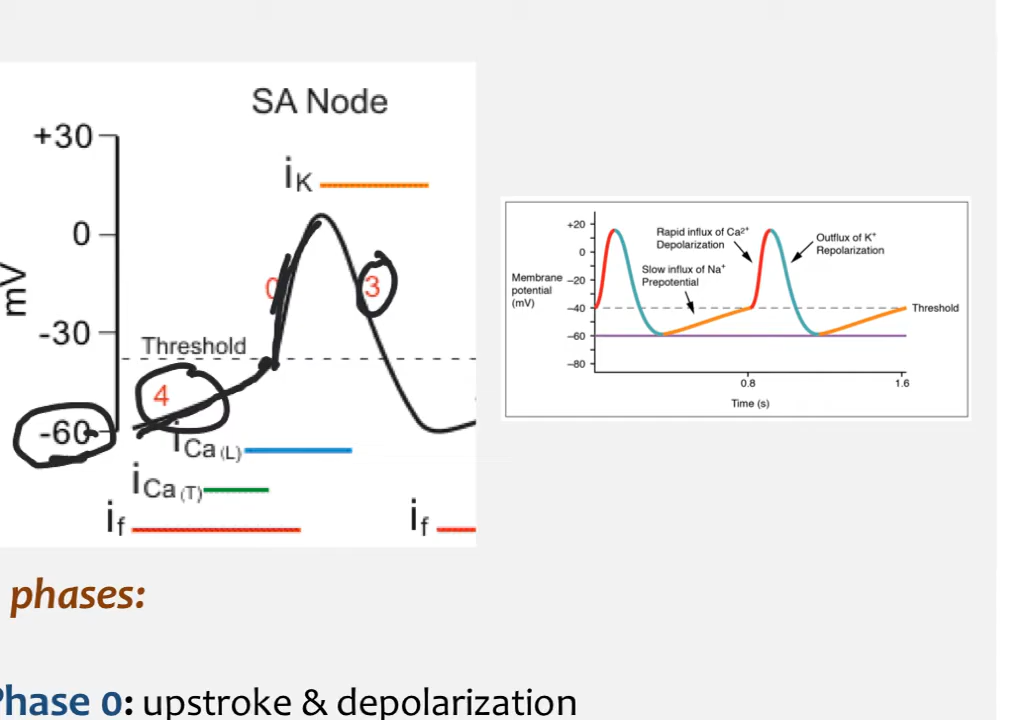 SA Node
+30
iK
0
0
3
mV
-30
Threshold
4
-60
iCa (L)
iCa (T)
if
if
+20
0
−20
−40
−60
−80
Membrane
potential
(mV)
Rapid influx of Ca²⁺
Depolarization
Outflux of K⁺
Repolarization
Slow influx of Na⁺
Prepotential
Threshold
0.8
1.6
Time (s)
phases:
Phase 0: upstroke & depolarization